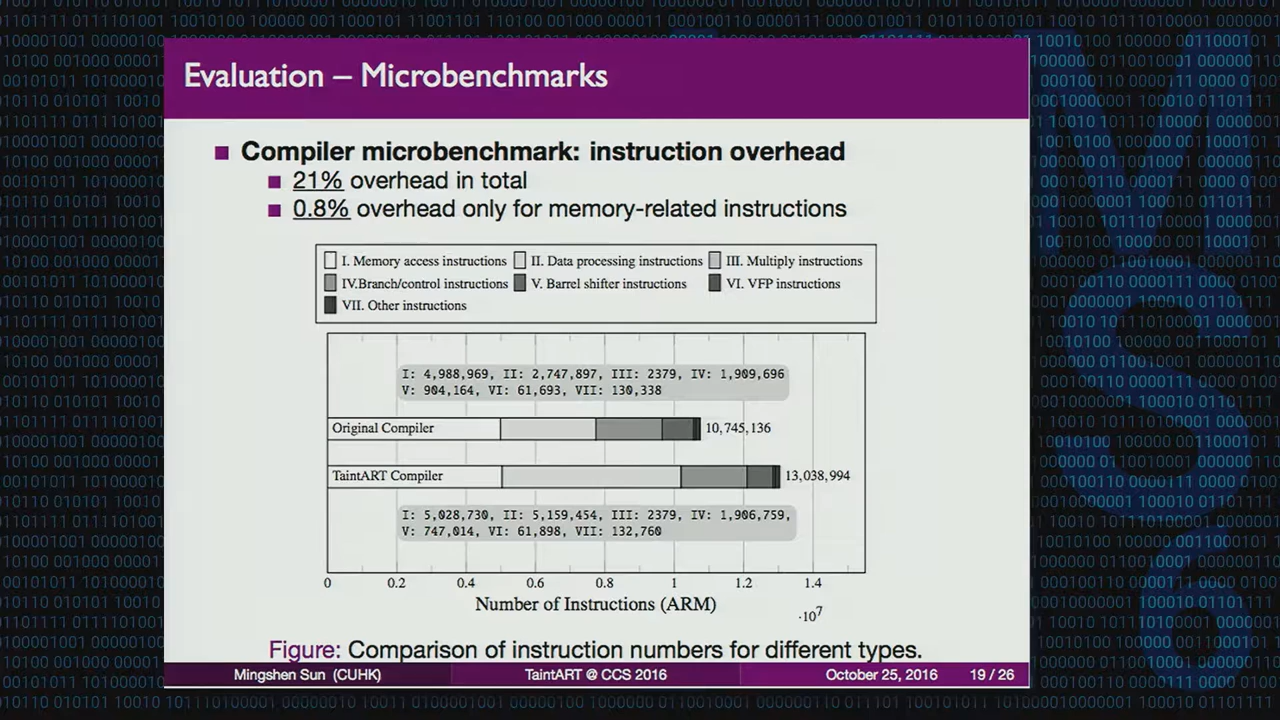 Evaluation – Microbenchmarks
Compiler microbenchmark: instruction overhead
21% overhead in total
0.8% overhead only for memory-related instructions
I. Memory access instructions II. Data processing instructions III. Multiply instructions
IV.Branch/control instructions V. Barrel shifter instructions VI. VFP instructions
VII. Other instructions
I: 4,988,969, II: 2,747,897, III: 2379, IV: 1,909,696
V: 904,164, VI: 61,693, VII: 130,338
Original Compiler 10,745,136
TaintART Compiler 13,038,994
I: 5,028,730, II: 5,159,454, III: 2379, IV: 1,906,759,
V: 747,014, VI: 61,898, VII: 132,760
0 0.2 0.4 0.6 0.8 1 1.2 1.4
Number of Instructions (ARM)
·10⁷
Figure: Comparison of instruction numbers for different types.
Mingshen Sun (CUHK) TaintART @ CCS 2016 October 25, 2016 19 / 26